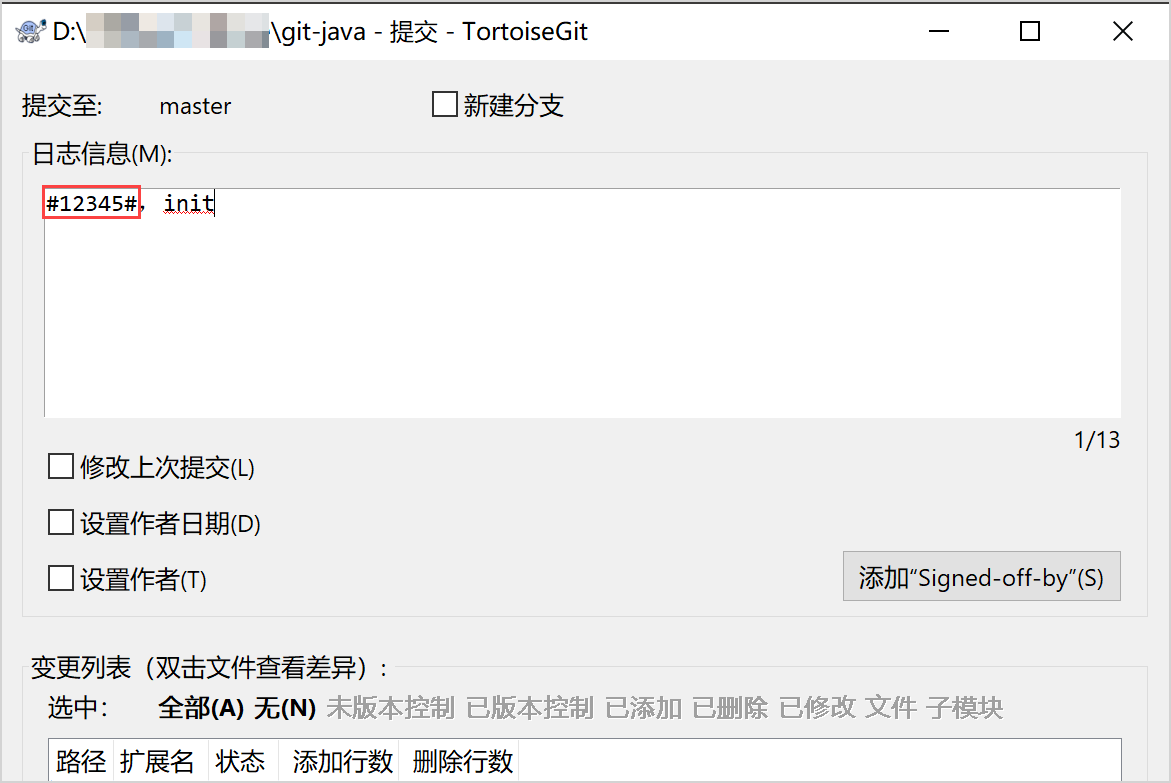 D:\ \git-java - 提交 - TortoiseGit
提交至: master 新建分支
日志信息(M):
#12345#，init
1/13
修改上次提交(L)
设置作者日期(D)
设置作者(T)
添加“Signed-off-by”(S)
变更列表（双击文件查看差异）:
选中: 全部(A) 无(N) 未版本控制 已版本控制 已添加 已删除 已修改 文件 子模块
路径 扩展名 状态 添加行数 删除行数